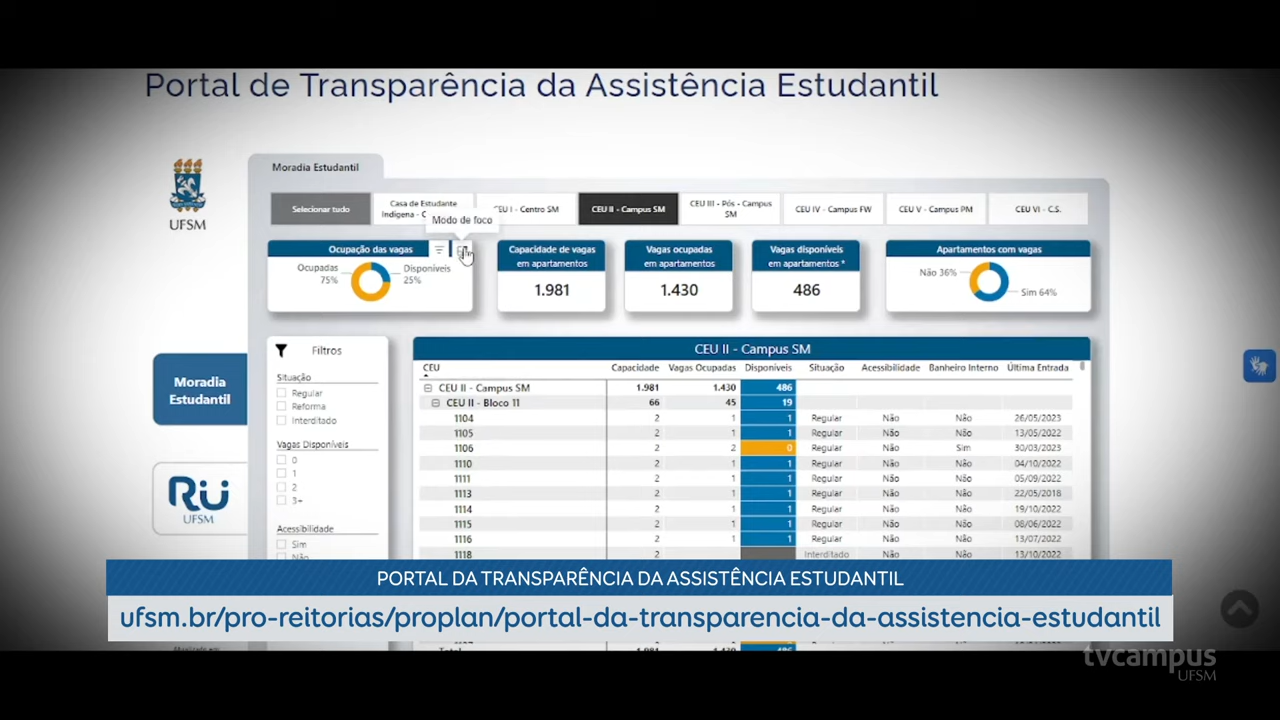 Portal de Transparência da Assistência Estudantil
UFSM
Moradia Estudantil
Selecionar tudo
Casa de Estudante
Indígena - C
CEU I - Centro SM
CEU II - Campus SM
CEU III - Pós - Campus
SM
CEU IV - Campus FW
CEU V - Campus PM
CEU VI - C.S.
Modo de foco
Ocupação das vagas
Ocupadas
75%
Disponíveis
25%
Capacidade de vagas
em apartamentos
1.981
Vagas ocupadas
em apartamentos
1.430
Vagas disponíveis
em apartamentos *
486
Apartamentos com vagas
Não 36%
Sim 64%
Moradia
Estudantil
RU
UFSM
Filtros
Situação
Regular
Reforma
Interditado
Vagas Disponíveis
0
1
2
3+
Acessibilidade
Sim
Não
CEU II - Campus SM
CEU Capacidade Vagas Ocupadas Disponíveis Situação Acessibilidade Banheiro Interno Última Entrada
CEU II - Campus SM 1.981 1.430 486
CEU II - Bloco 11 66 45 19
1104 2 1 1 Regular Não Não 26/05/2023
1105 2 1 1 Regular Não Não 13/05/2022
1106 2 2 0 Regular Não Sim 30/03/2023
1110 2 1 1 Regular Não Não 04/10/2022
1111 2 1 1 Regular Não Não 05/09/2022
1113 2 1 1 Regular Não Não 22/05/2018
1114 2 1 1 Regular Não Não 19/10/2022
1115 2 1 1 Regular Não Não 08/06/2022
1116 2 1 1 Regular Não Não 13/07/2022
1118 2 Interditado Não Não 13/10/2022
PORTAL DA TRANSPARÊNCIA DA ASSISTÊNCIA ESTUDANTIL
ufsm.br/pro-reitorias/proplan/portal-da-transparencia-da-assistencia-estudantil
Total 1.981 1.430 486
tvcampus
UFSM